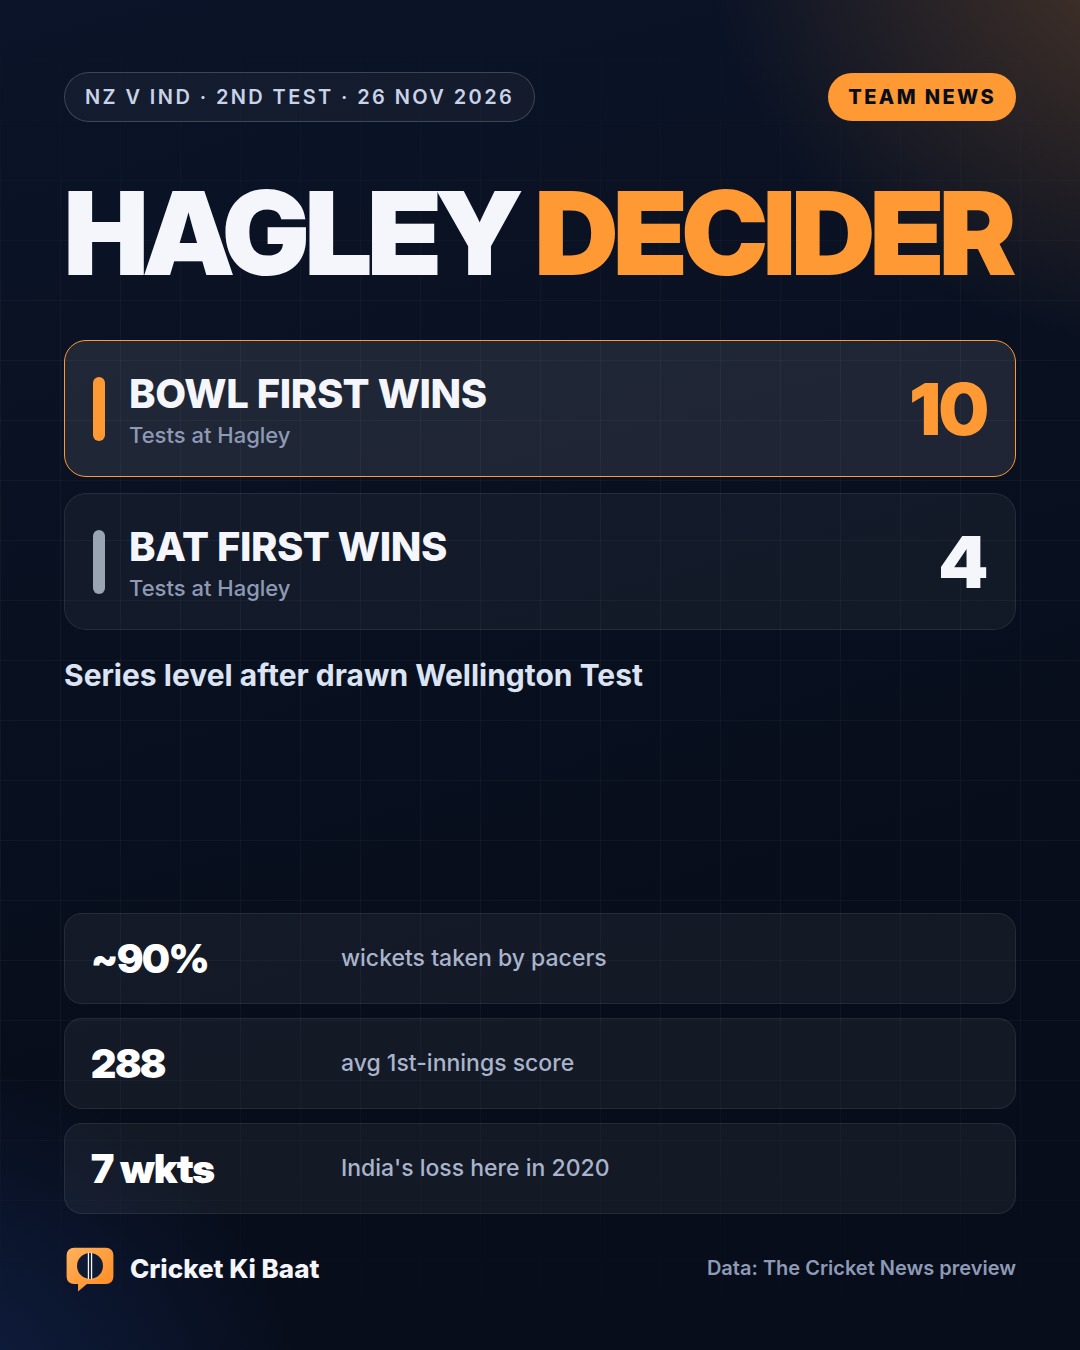 NZ V IND · 2ND TEST · 26 NOV 2026
TEAM NEWS
HAGLEY DECIDER
BOWL FIRST WINS
Tests at Hagley
10
BAT FIRST WINS
Tests at Hagley
4
Series level after drawn Wellington Test
~90% wickets taken by pacers
288 avg 1st-innings score
7 wkts India's loss here in 2020
Cricket Ki Baat
Data: The Cricket News preview